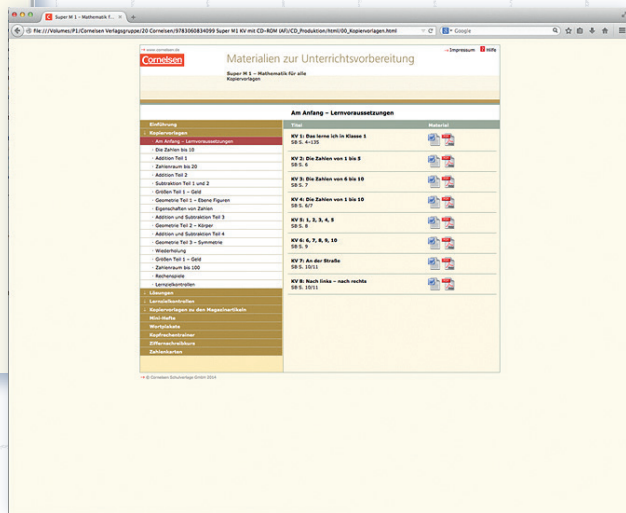 Super M 1 – Mathematik f...
file:///Volumes/P1/Cornelsen Verlagsgruppe/20 Cornelsen/9783060834099 Super M1 KV mit CD-ROM (AF)/CD_Produktion/html/00_Kopiervorlagen.html
Google
www.cornelsen.de
Impressum
Hilfe
Cornelsen
Materialien zur Unterrichtsvorbereitung
Super M 1 – Mathematik für alle
Kopiervorlagen
Am Anfang – Lernvoraussetzungen
Einführung
Kopiervorlagen
Am Anfang – Lernvoraussetzungen
Die Zahlen bis 10
Addition Teil 1
Zahlenraum bis 20
Addition Teil 2
Subtraktion Teil 1 und 2
Größen Teil 1 – Geld
Geometrie Teil 1 – Ebene Figuren
Eigenschaften von Zahlen
Addition und Subtraktion Teil 3
Geometrie Teil 2 – Körper
Addition und Subtraktion Teil 4
Geometrie Teil 3 – Symmetrie
Wiederholung
Größen Teil 1 – Geld
Zahlenraum bis 100
Rechenspiele
Lernzielkontrollen
Lösungen
Lernzielkontrollen
Kopiervorlagen zu den Magazinartikeln
Mini-Hefte
Wortplakate
Kopfrechentrainer
Ziffernschreibkurs
Zahlenkarten
Titel
Material
KV 1: Das lerne ich in Klasse 1
SB S. 4–135
KV 2: Die Zahlen von 1 bis 5
SB S. 6
KV 3: Die Zahlen von 6 bis 10
SB S. 7
KV 4: Die Zahlen von 1 bis 10
SB S. 6/7
KV 5: 1, 2, 3, 4, 5
SB S. 8
KV 6: 6, 7, 8, 9, 10
SB S. 9
KV 7: An der Straße
SB S. 10/11
KV 8: Nach links – nach rechts
SB S. 10/11
© Cornelsen Schulverlage GmbH 2014